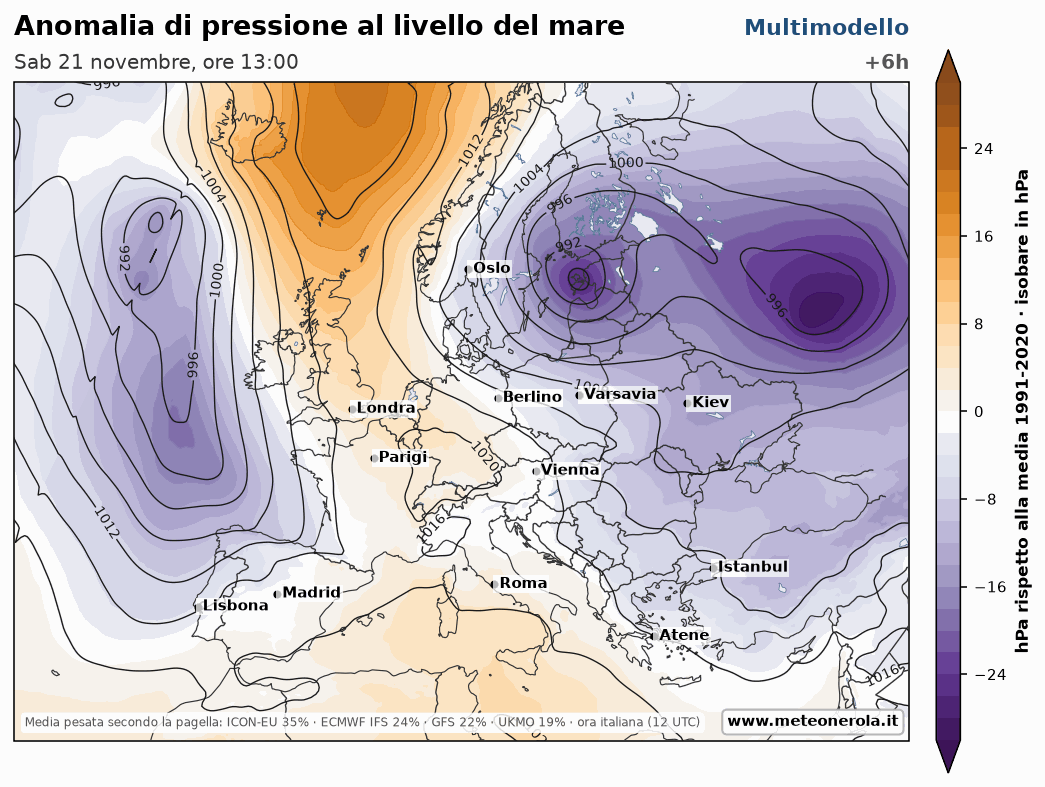 Anomalia di pressione al livello del mare
Multimodello
Sab 21 novembre, ore 13:00
+6h
996
1012
1004
1000
1004
996
992
992
1000
996
Oslo
996
Berlino
Varsavia
Kiev
Londra
1020
Parigi
Vienna
1012
1016
Istanbul
Roma
Madrid
Lisbona
Atene
1016
Media pesata secondo la pagella: ICON-EU 35% · ECMWF IFS 24% · GFS 22% · UKMO 19% · ora italiana (12 UTC)
www.meteonerola.it
24
16
8
0
−8
−16
−24
hPa rispetto alla media 1991-2020 · isobare in hPa